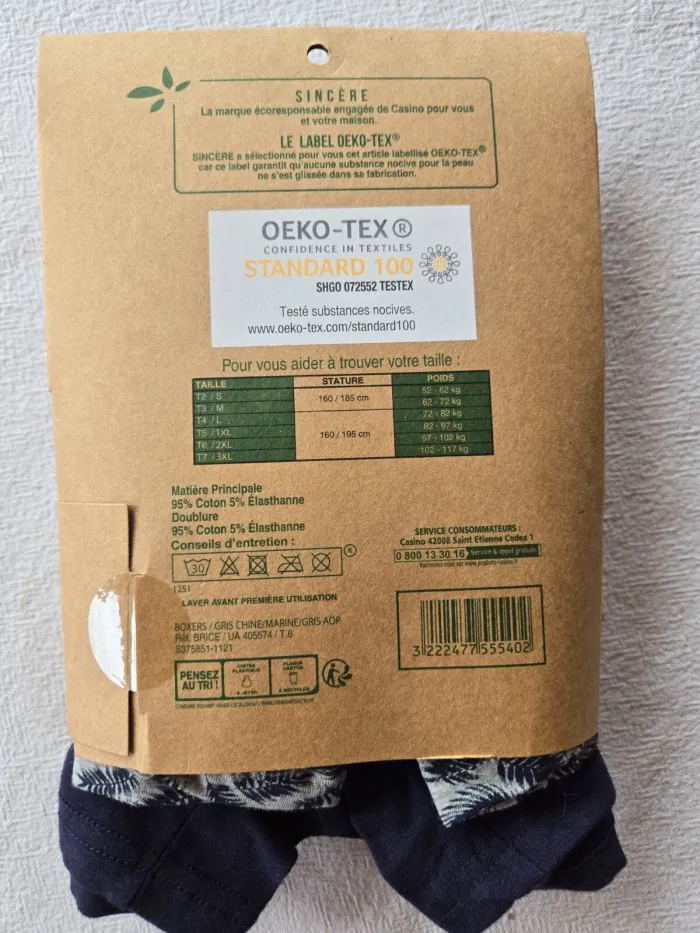 SINCÈRE
La marque écoresponsable engagée de Casino pour vous
et votre maison.
LE LABEL OEKO-TEX®
SINCÈRE a sélectionné pour vous cet article labellisé OEKO-TEX®
car ce label garantit qu'aucune substance nocive pour la peau
ne s'est glissée dans sa fabrication.
OEKO-TEX®
CONFIDENCE IN TEXTILES
STANDARD 100
SHGO 072552 TESTEX
Testé substances nocives.
www.oeko-tex.com/standard100
Pour vous aider à trouver votre taille :
TAILLE STATURE POIDS
T2 / S 160 / 185 cm 52 - 62 kg
T3 / M 62 - 72 kg
T4 / L 160 / 195 cm 72 - 82 kg
T5 / 1XL 82 - 97 kg
T6 / 2XL 97 - 102 kg
T7 / 3XL 102 - 117 kg
Matière Principale
95% Coton 5% Élasthanne
Doublure
95% Coton 5% Élasthanne
Conseils d'entretien :
30 ®
1251
LAVER AVANT PREMIÈRE UTILISATION
BOXERS / GRIS CHINE/MARINE/GRIS AOP
Réf. BRICE / UA 405574 / T.6
S375851-1121
PENSEZ
AU TRI !
CINTRE
PLASTIQUE
À JETER
PLAQUE
CARTON
À RECYCLER
SERVICE CONSOMMATEURS :
Casino 42008 Saint Etienne Cedex 1
0 800 13 30 16 Service & appel gratuits
3 222477 555402